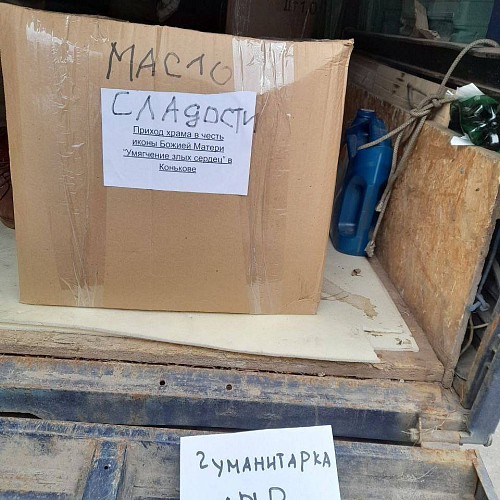 МАСЛО
СЛАДОСТИ
Приход храма в честь
иконы Божией Матери
"Умягчение злых сердец" в
Конькове
ГУМАНИТАРКА